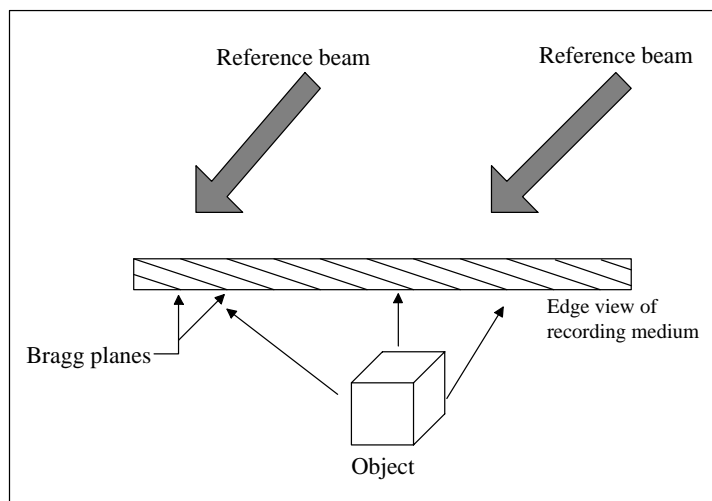 Reference beam
Reference beam
Edge view of
recording medium
Bragg planes
Object